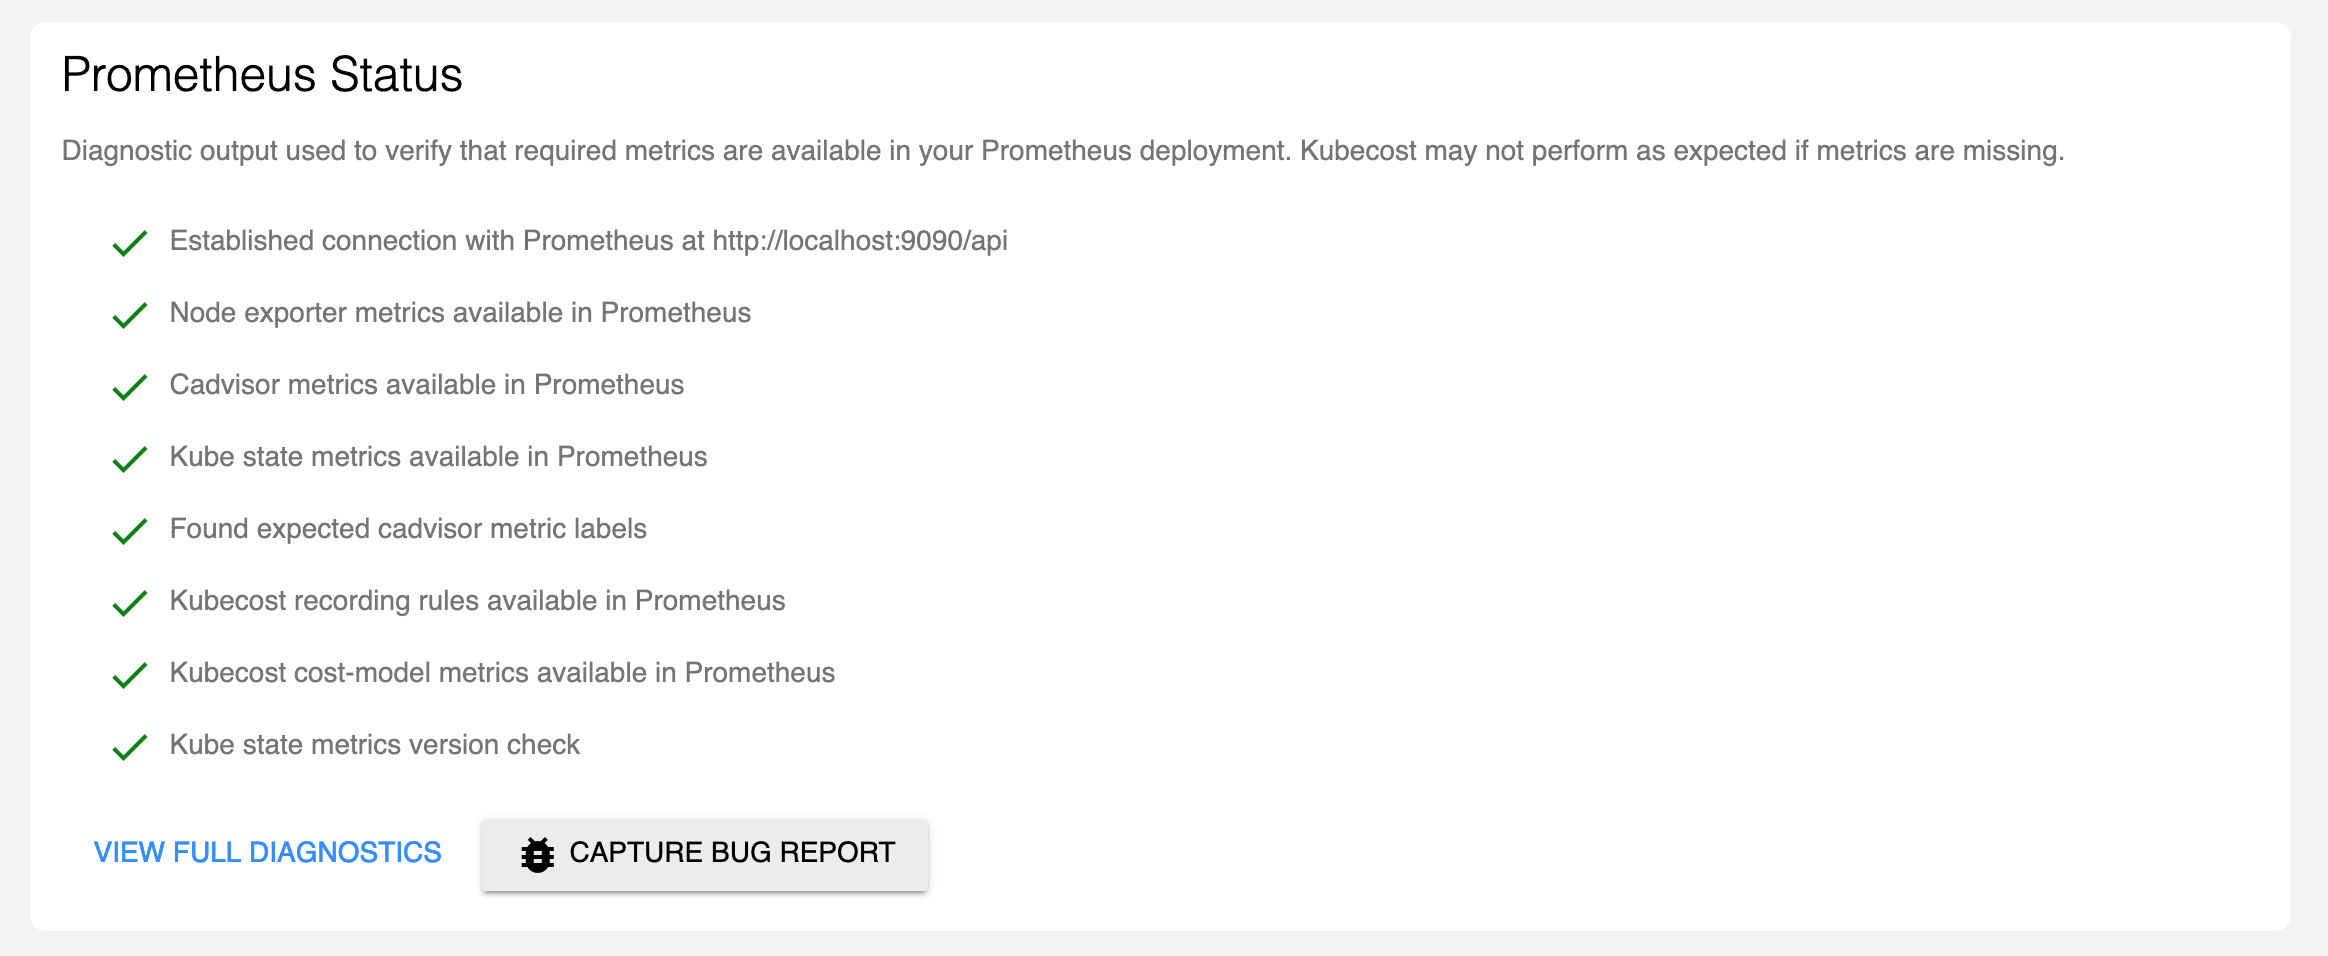 Prometheus Status
Diagnostic output used to verify that required metrics are available in your Prometheus deployment. Kubecost may not perform as expected if metrics are missing.
Established connection with Prometheus at http://localhost:9090/api
Node exporter metrics available in Prometheus
Cadvisor metrics available in Prometheus
Kube state metrics available in Prometheus
Found expected cadvisor metric labels
Kubecost recording rules available in Prometheus
Kubecost cost-model metrics available in Prometheus
Kube state metrics version check
VIEW FULL DIAGNOSTICS CAPTURE BUG REPORT